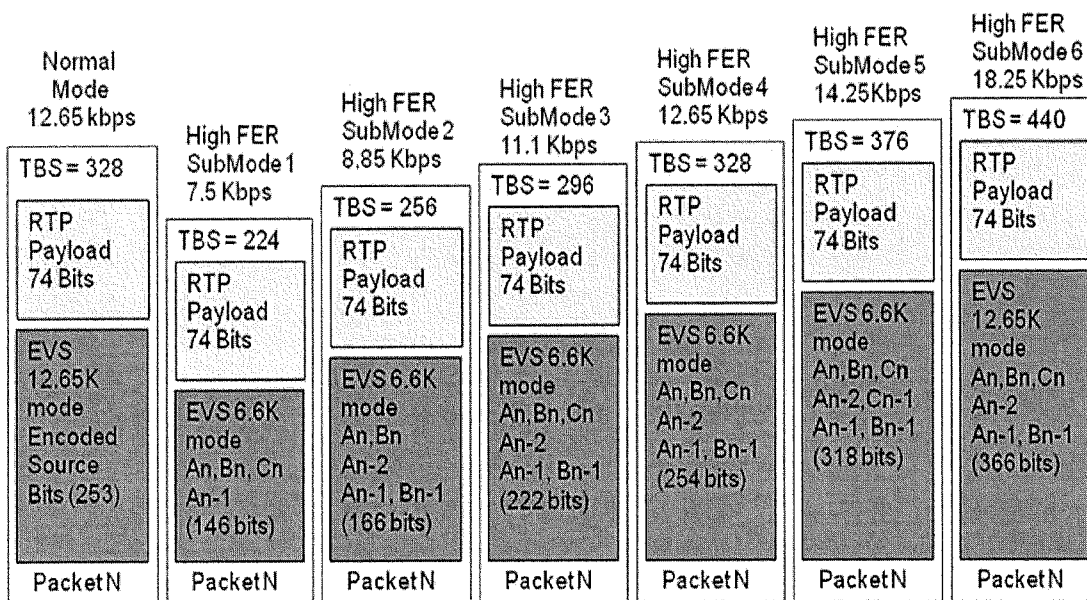 Normal
Mode
12.65 kbps
TBS = 328
RTP
Payload
74 Bits
EVS
12.65K
mode
Encoded
Source
Bits (253)
Packet N
High FER
SubMode 1
7.5 Kbps
TBS = 224
RTP
Payload
74 Bits
EVS 6.6K
mode
An, Bn, Cn
An-1
(146 bits)
Packet N
High FER
SubMode 2
8.85 Kbps
TBS = 256
RTP
Payload
74 Bits
EVS 6.6K
mode
An,Bn
An-2
An-1, Bn-1
(166 bits)
Packet N
High FER
SubMode 3
11.1 Kbps
TBS = 296
RTP
Payload
74 Bits
EVS 6.6K
mode
An,Bn,Cn
An-2
An-1, Bn-1
(222 bits)
Packet N
High FER
SubMode 4
12.65 Kbps
TBS = 328
RTP
Payload
74 Bits
EVS 6.6K
mode
An,Bn,Cn
An-2
An-1, Bn-1
(254 bits)
Packet N
High FER
SubMode 5
14.25Kbps
TBS = 376
RTP
Payload
74 Bits
EVS 6.6K
mode
An,Bn,Cn
An-2,Cn-1
An-1, Bn-1
(318 bits)
Packet N
High FER
SubMode 6
18.25 Kbps
TBS = 440
RTP
Payload
74 Bits
EVS
12.65K
mode
An,Bn,Cn
An-2
An-1, Bn-1
(366 bits)
Packet N